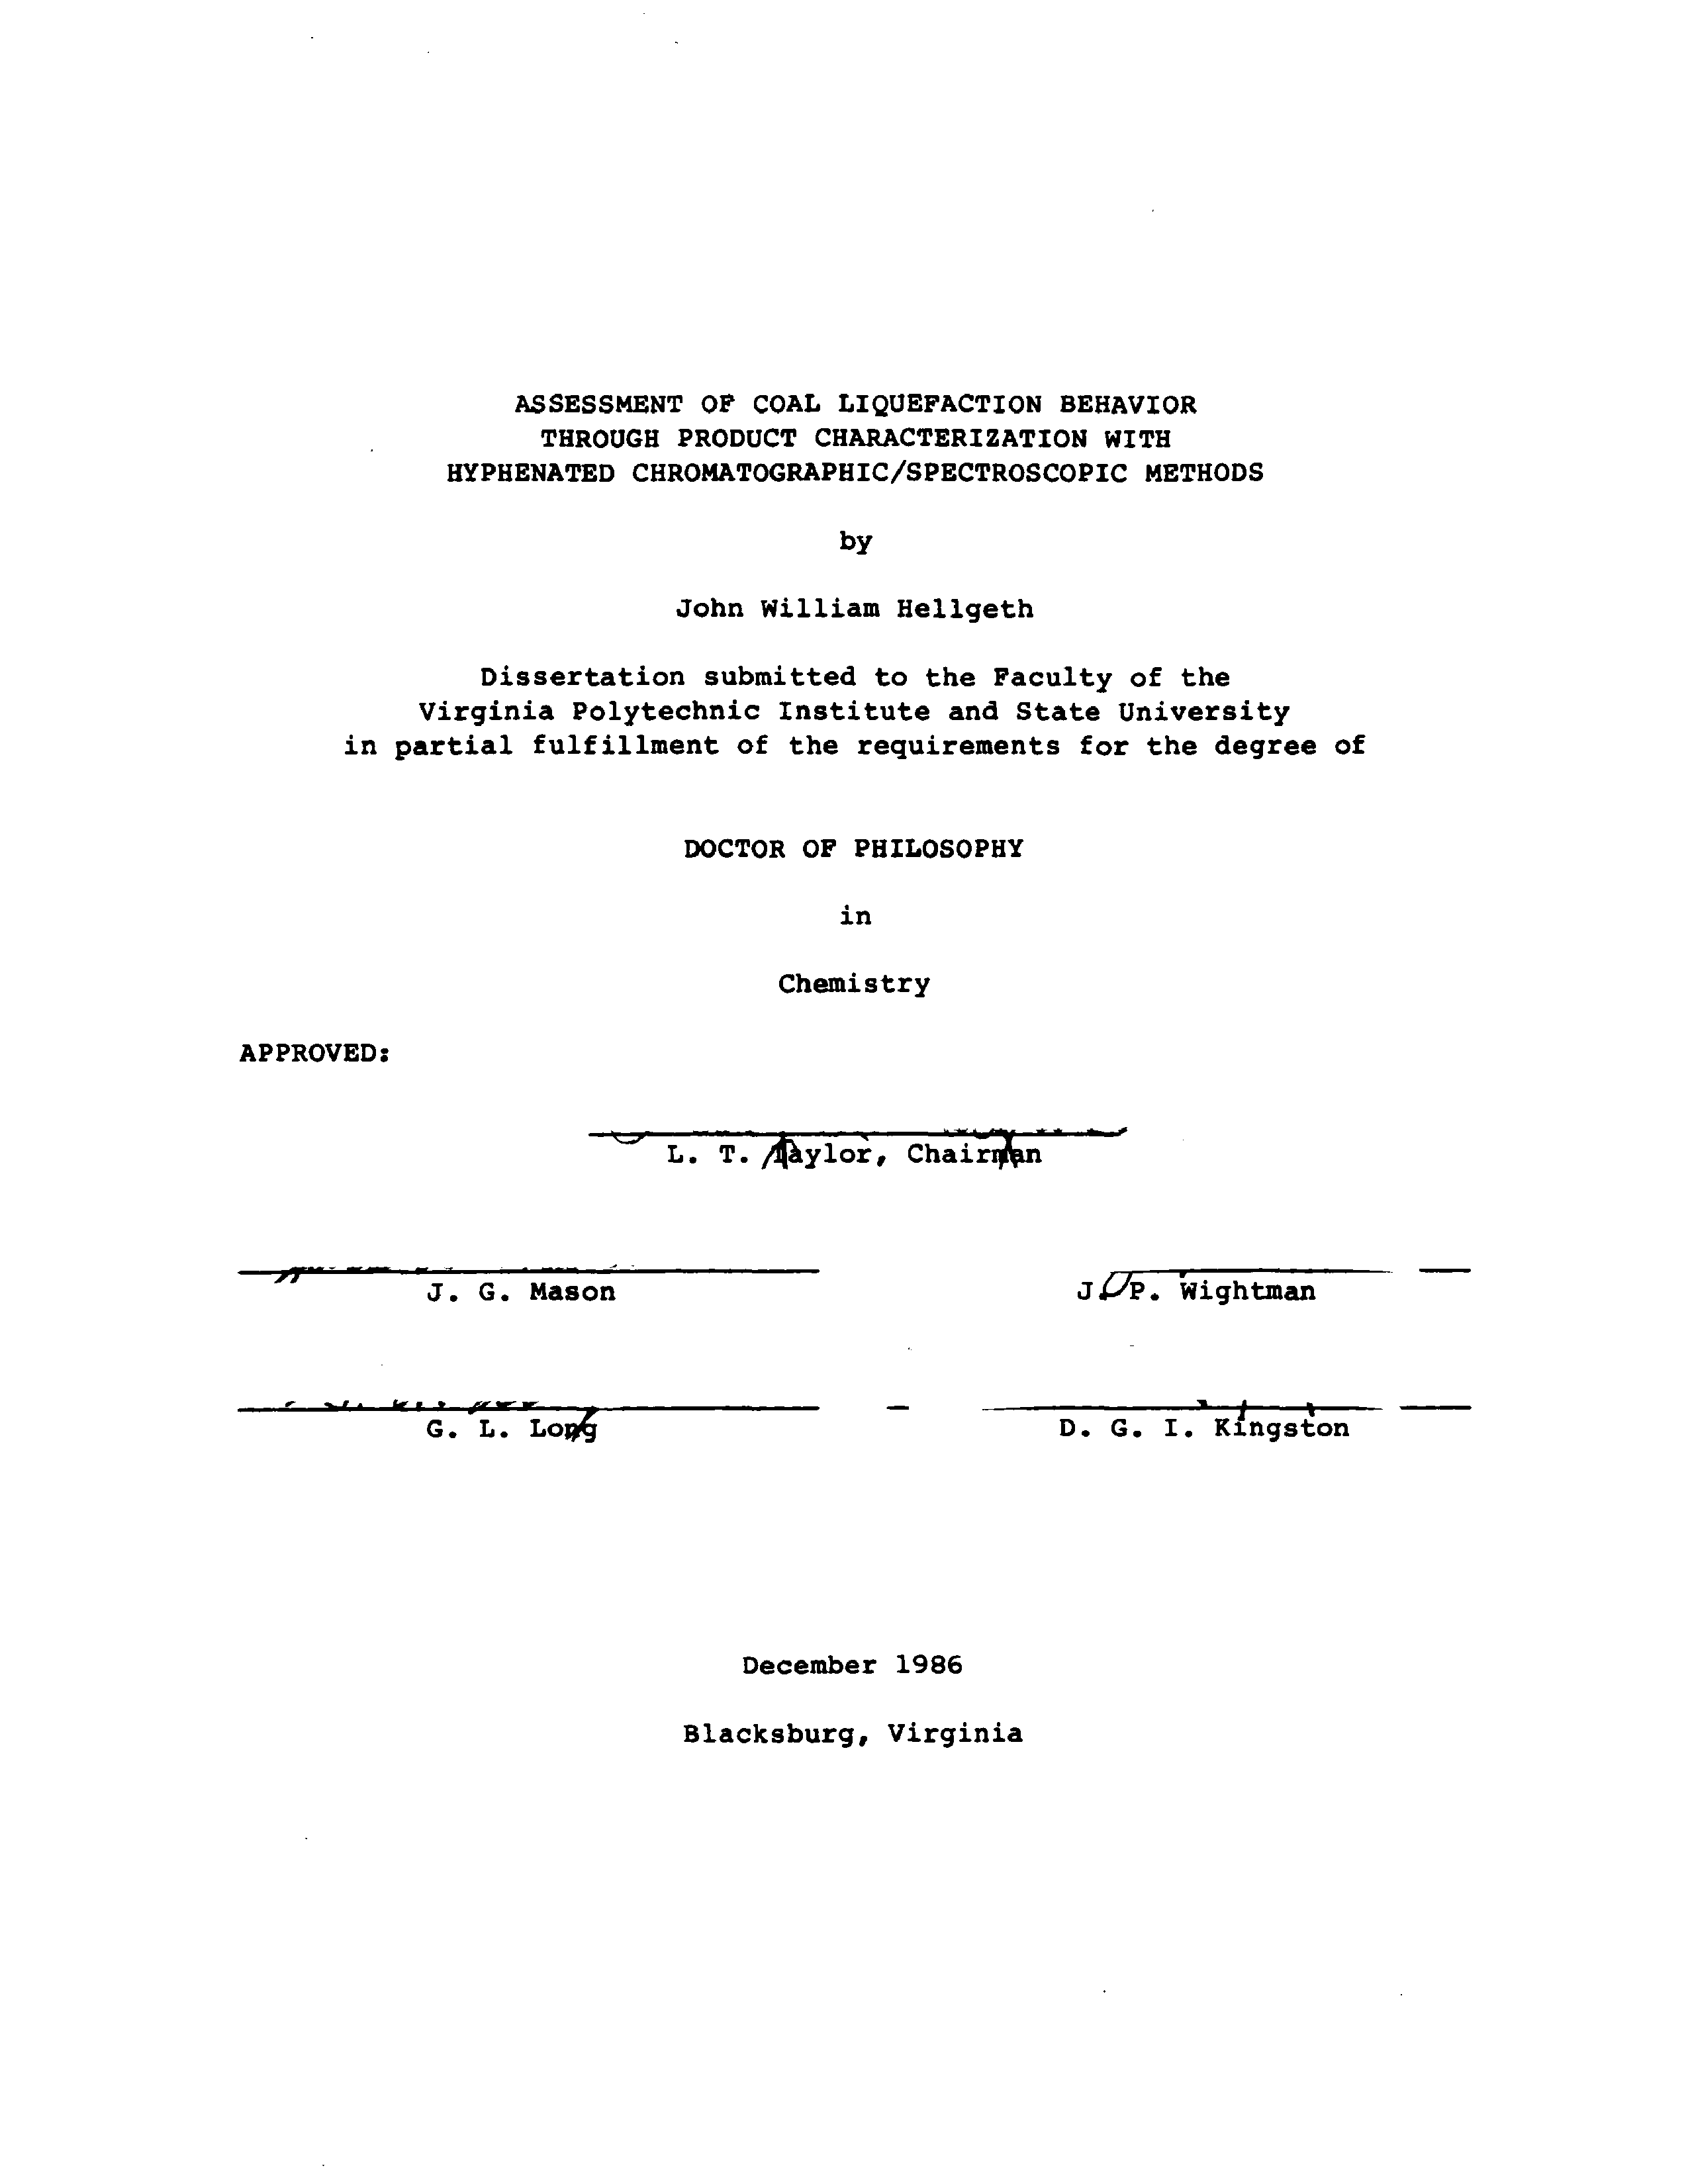 ASSESSMENT OF COAL LIQUEFACTION BEHAVIOR
THROUGH PRODUCT CHARACTERIZATION WITH
HYPHENATED CHROMATOGRAPHIC/SPECTROSCOPIC METHODS
by
John William Hellgeth
Dissertation submitted to the Faculty of the
Virginia Polytechnic Institute and State University
in partial fulfillment of the requirements for the degree of
DOCTOR OF PHILOSOPHY
in
Chemistry
APPROVED:
L. T. Taylor, Chairman
J. G. Mason
J. P. Wightman
G. L. Long
D. G. I. Kingston
December 1986
Blacksburg, Virginia